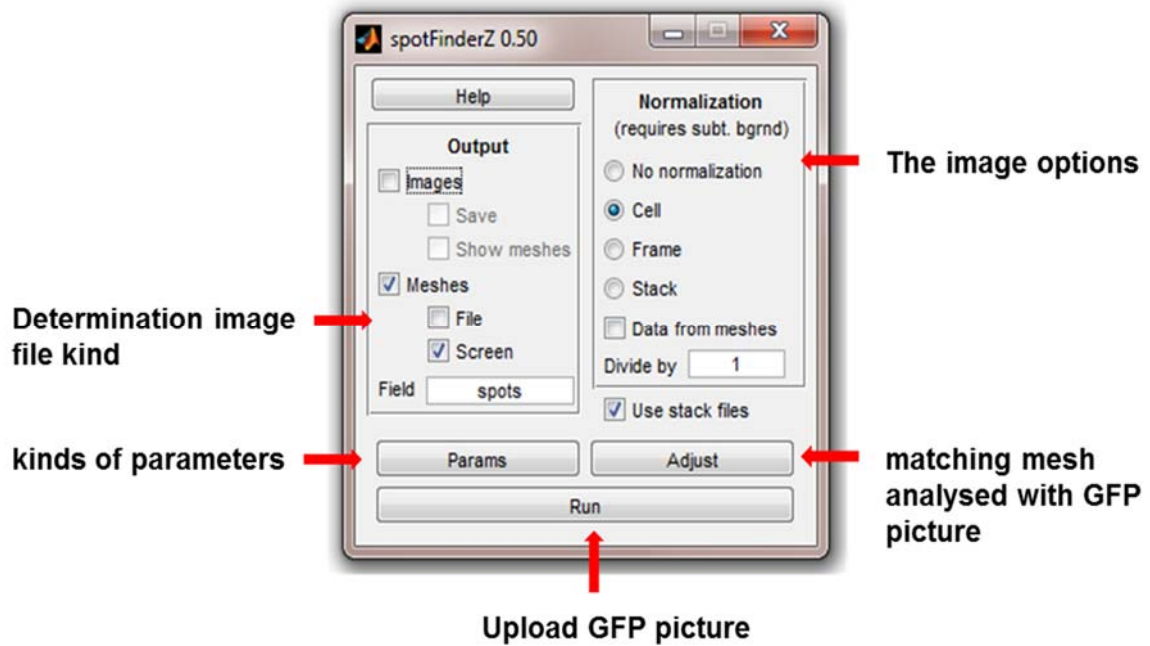 spotFinderZ 0.50
Help
Output
Images
Save
Show meshes
Meshes
File
Screen
Field spots
Normalization
(requires subt. bgrnd)
No normalization
Cell
Frame
Stack
Data from meshes
Divide by 1
Use stack files
Params
Adjust
Run
The image options
Determination image
file kind
kinds of parameters
matching mesh
analysed with GFP
picture
Upload GFP picture